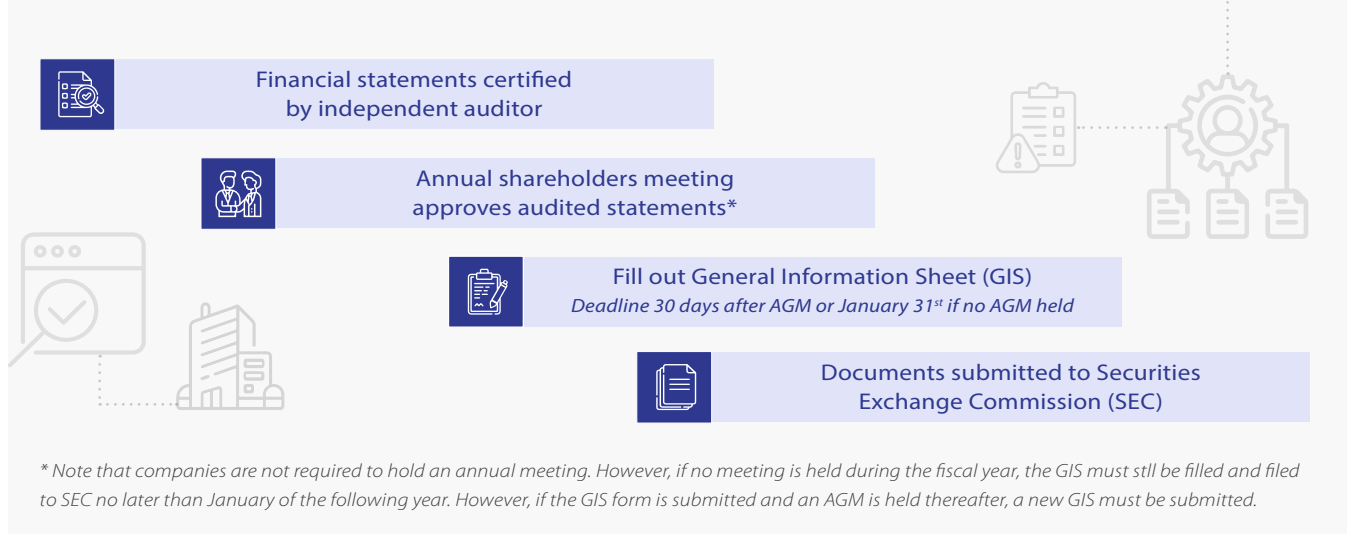 Financial statements certified
by independent auditor
Annual shareholders meeting
approves audited statements*
Fill out General Information Sheet (GIS)
Deadline 30 days after AGM or January 31st if no AGM held
Documents submitted to Securities
Exchange Commission (SEC)
* Note that companies are not required to hold an annual meeting. However, if no meeting is held during the fiscal year, the GIS must stll be filled and filed
to SEC no later than January of the following year. However, if the GIS form is submitted and an AGM is held thereafter, a new GIS must be submitted.